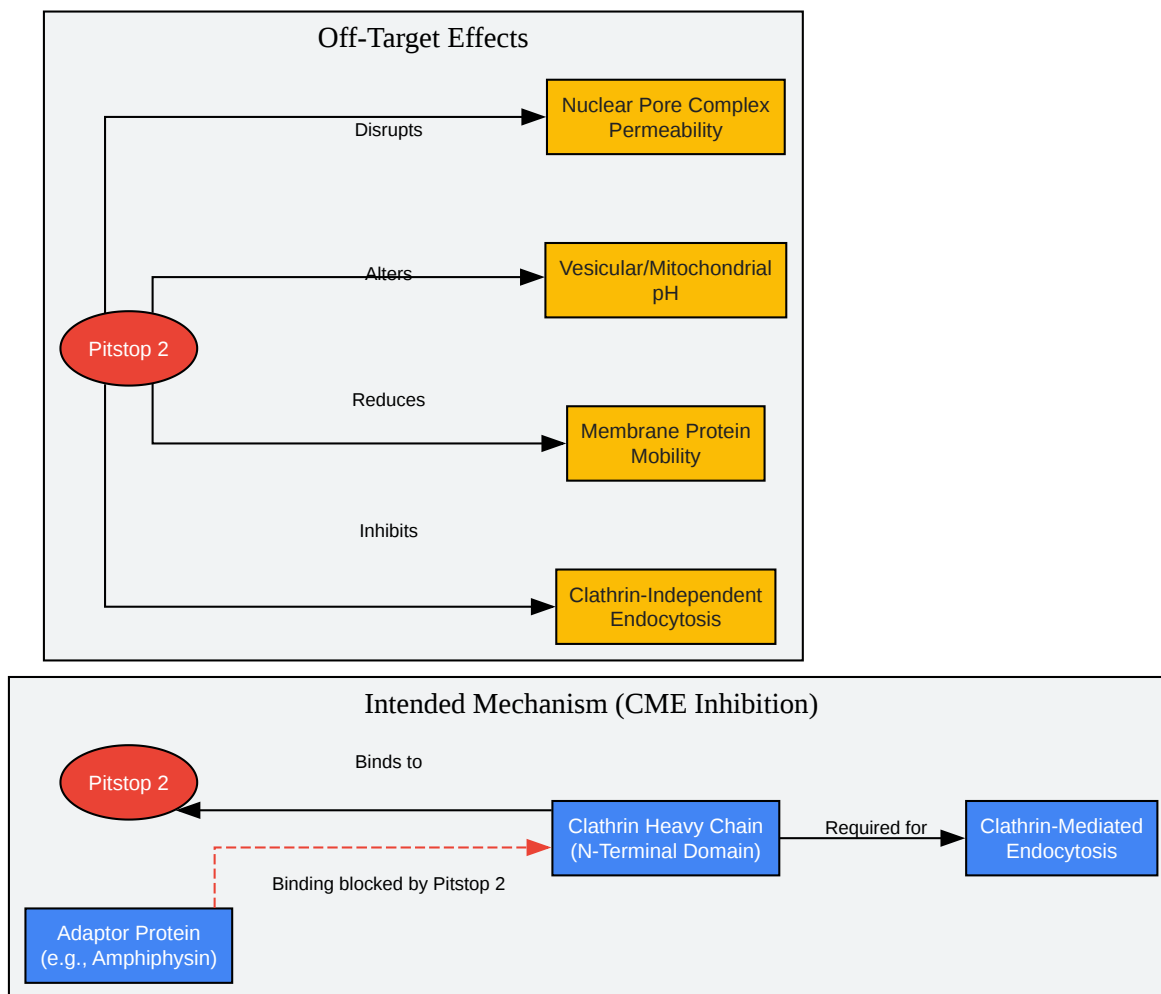 Off-Target Effects
Nuclear Pore Complex
Permeability
Disrupts
Vesicular/Mitochondrial
pH
Alters
Pitstop 2
Reduces
Membrane Protein
Mobility
Inhibits
Clathrin-Independent
Endocytosis
Intended Mechanism (CME Inhibition)
Pitstop 2
Binds to
Clathrin Heavy Chain
(N-Terminal Domain)
Required for
Clathrin-Mediated
Endocytosis
Binding blocked by Pitstop 2
Adaptor Protein
(e.g., Amphiphysin)